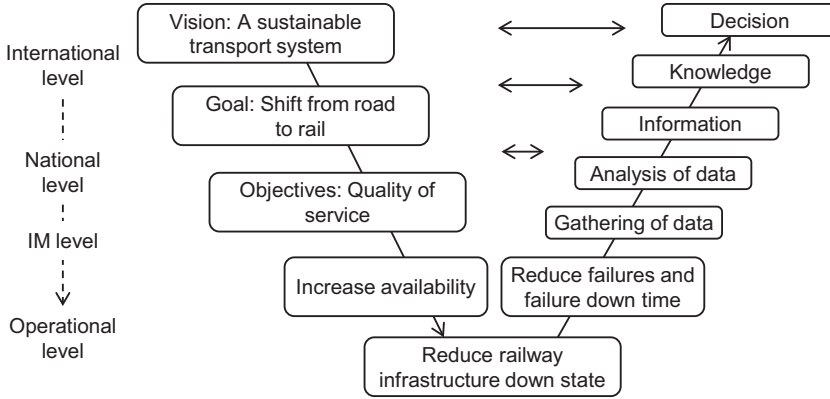 International
level
National
level
IM level
Operational
level
Vision: A sustainable
transport system
Goal: Shift from road
to rail
Objectives: Quality of
service
Increase availability
Reduce railway
infrastructure down state
Reduce failures and
failure down time
Gathering of data
Analysis of data
Information
Knowledge
Decision